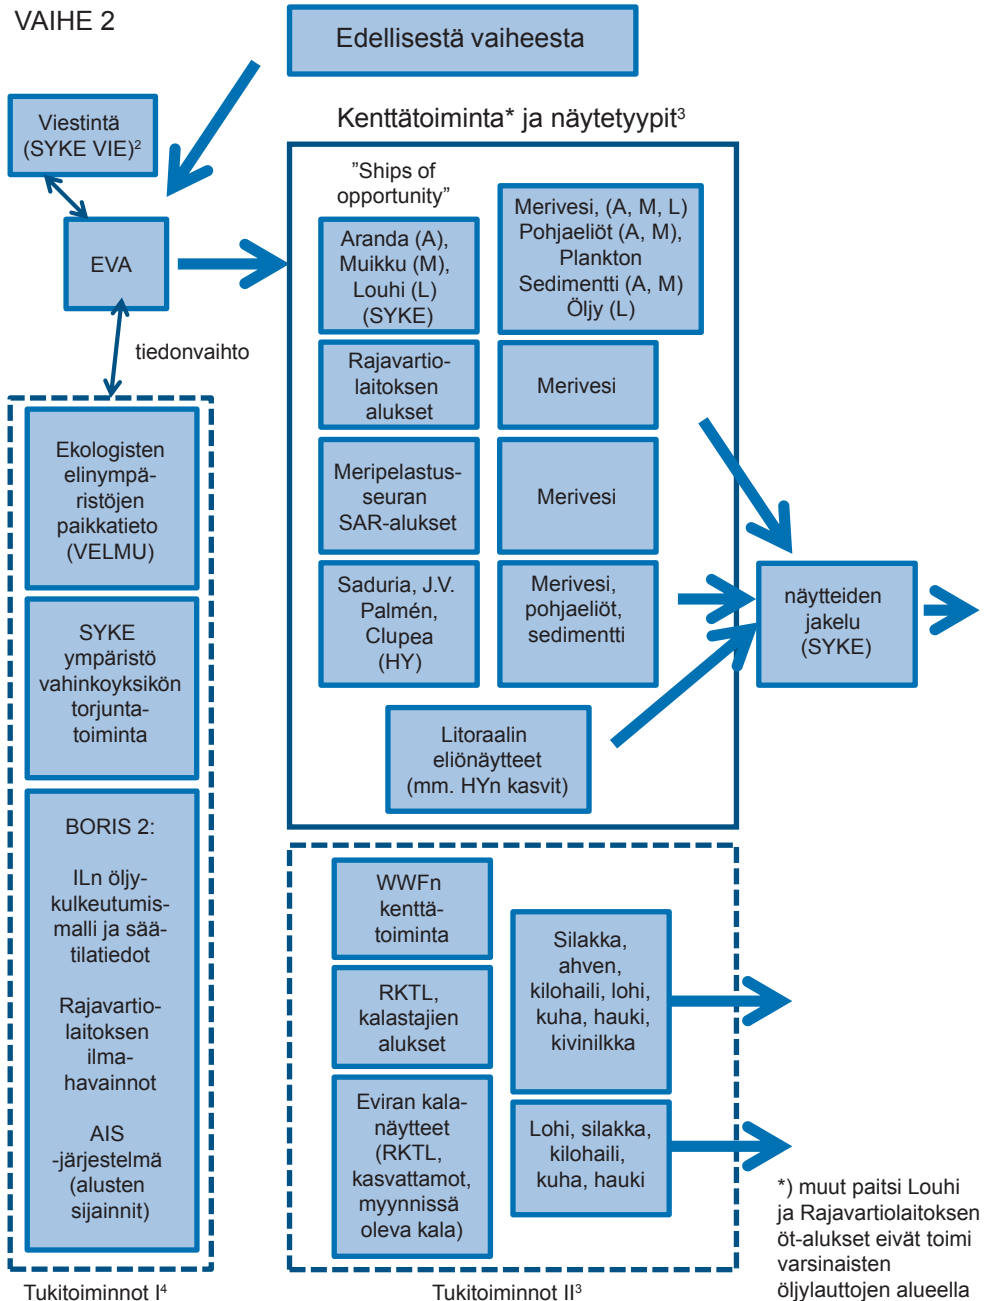 VAIHE 2
Edellisestä vaiheesta
Viestintä
(SYKE VIE)²
EVA
tiedonvaihto
Kenttätoiminta* ja näytetyypit³
”Ships of
opportunity”
Aranda (A),
Muikku (M),
Louhi (L)
(SYKE)
Merivesi, (A, M, L)
Pohjaeliöt (A, M),
Plankton
Sedimentti (A, M)
Öljy (L)
Rajavartio-
laitoksen
alukset
Merivesi
Meripelastus-
seuran
SAR-alukset
Merivesi
Saduria, J.V.
Palmén,
Clupea
(HY)
Merivesi,
pohjaeliöt,
sedimentti
Litoraalin
eliönäytteet
(mm. HYn kasvit)
näytteiden
jakelu
(SYKE)
Ekologisten
elinympä-
ristöjen
paikkatieto
(VELMU)
SYKE
ympäristö
vahinkoyksikön
torjunta-
toiminta
BORIS 2:
ILn öljy-
kulkeutumis-
malli ja sää-
tilatiedot
Rajavartio-
laitoksen
ilma-
havainnot
AIS
-järjestelmä
(alusten
sijainnit)
Tukitoiminnot I⁴
WWFn
kenttä-
toiminta
RKTL,
kalastajien
alukset
Silakka,
ahven,
kilohaili, lohi,
kuha, hauki,
kivinilkka
Eviran kala-
näytteet
(RKTL,
kasvattamot,
myynnissä
oleva kala)
Lohi, silakka,
kilohaili,
kuha, hauki
Tukitoiminnot II³
*) muut paitsi Louhi
ja Rajavartiolaitoksen
öt-alukset eivät toimi
varsinaisten
öljylauttojen alueella